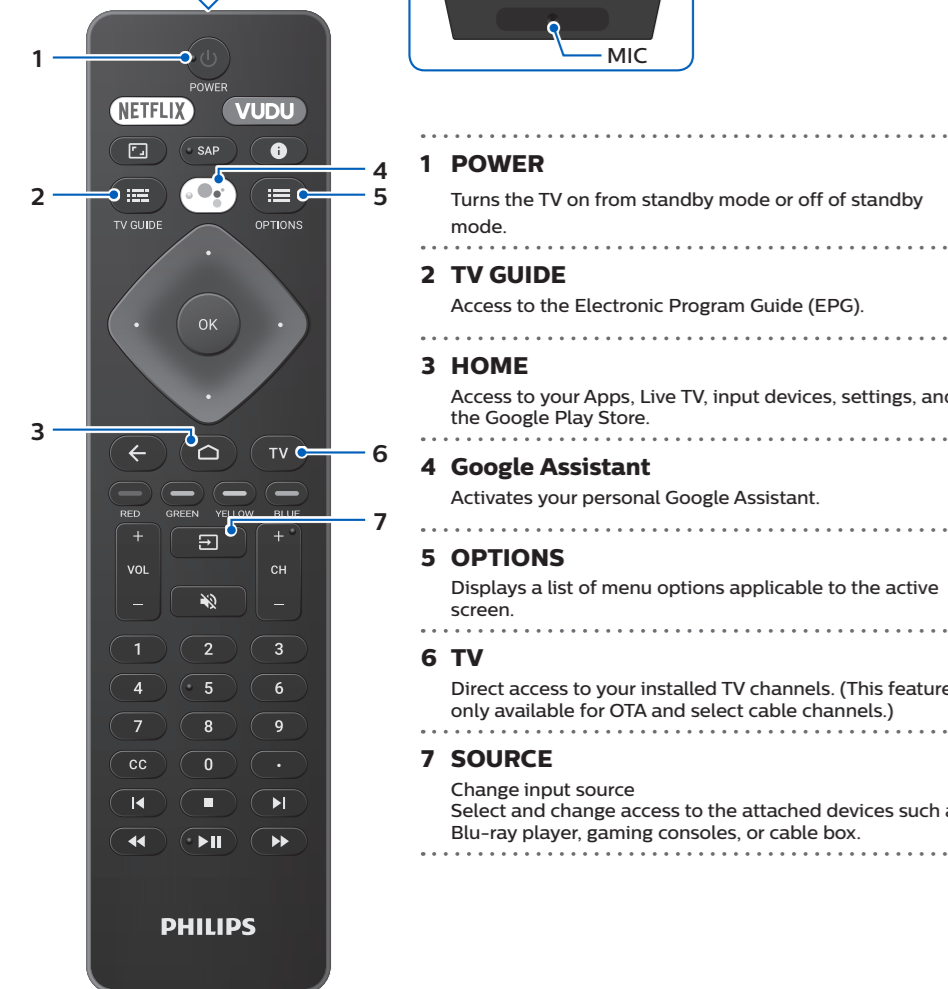 MIC
1
POWER
NETFLIX VUDU
SAP
4
2
5
TV GUIDE OPTIONS
OK
3
TV
6
RED GREEN YELLOW BLUE
7
+ +
VOL CH
– –
1 2 3
4 5 6
7 8 9
CC 0 .
PHILIPS
1 POWER
Turns the TV on from standby mode or off of standby
mode.
2 TV GUIDE
Access to the Electronic Program Guide (EPG).
3 HOME
Access to your Apps, Live TV, input devices, settings, and
the Google Play Store.
4 Google Assistant
Activates your personal Google Assistant.
5 OPTIONS
Displays a list of menu options applicable to the active
screen.
6 TV
Direct access to your installed TV channels. (This feature
only available for OTA and select cable channels.)
7 SOURCE
Change input source
Select and change access to the attached devices such
Blu-ray player, gaming consoles, or cable box.